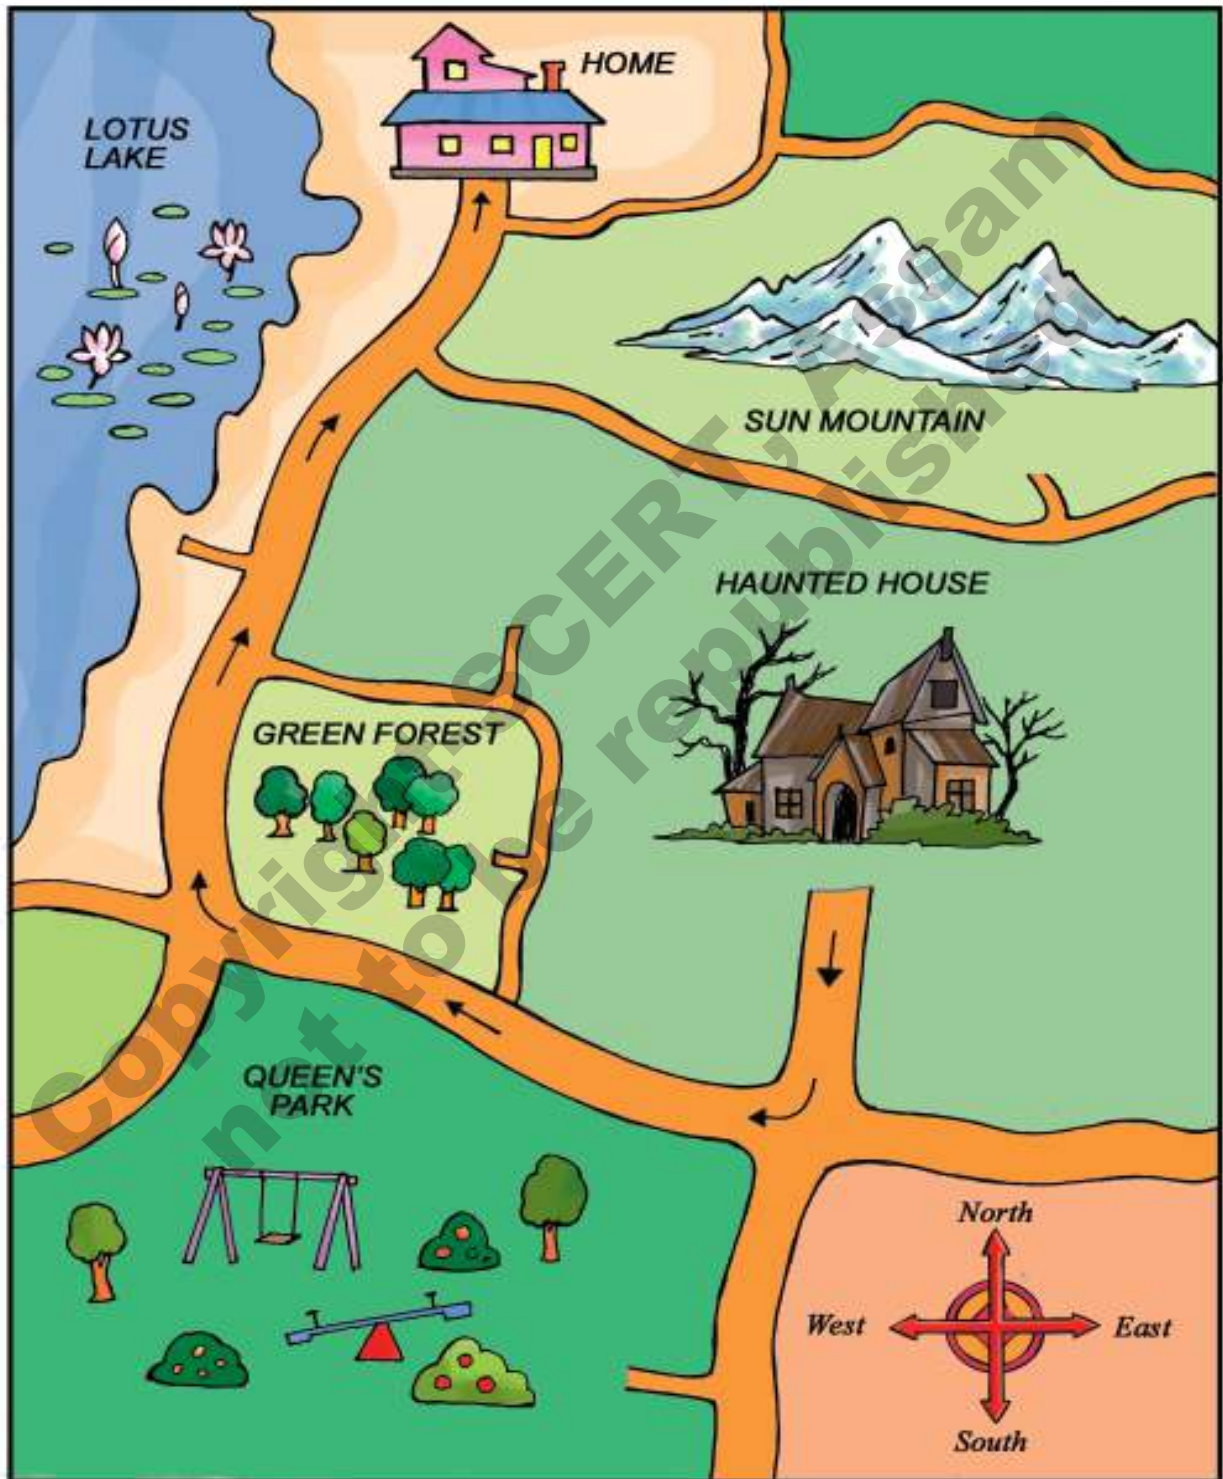 HOME
LOTUS
LAKE
SUN MOUNTAIN
HAUNTED HOUSE
GREEN FOREST
QUEEN'S
PARK
North
West
East
South
Copyright SCERT, Assam
not to be republished